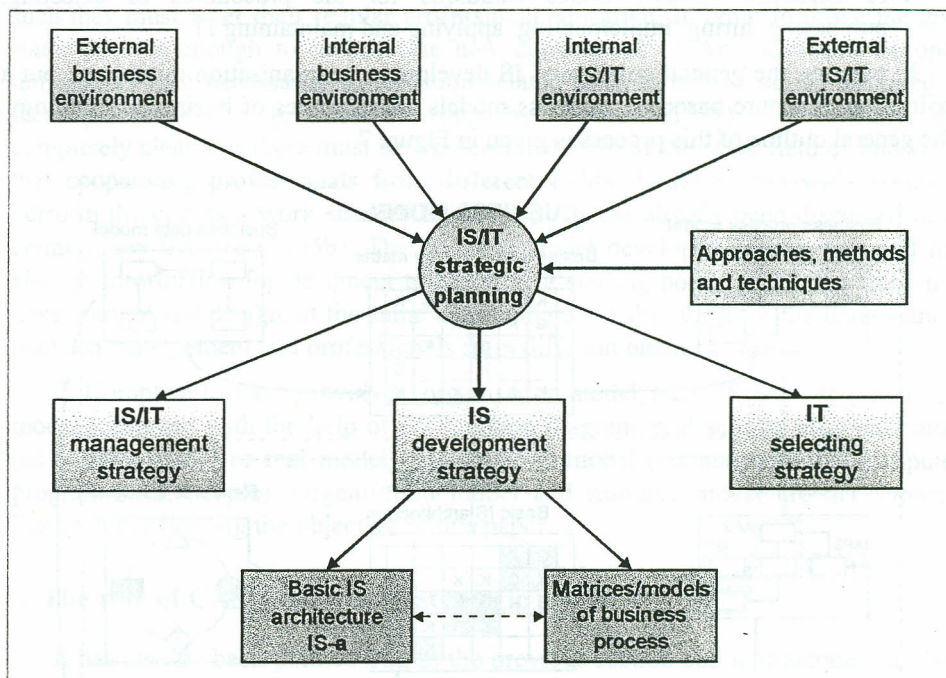 External
business
environment
Internal
business
environment
Internal
IS/IT
environment
External
IS/IT
environment
IS/IT
strategic
planning
Approaches, methods
and techniques
IS/IT
management
strategy
IS
development
strategy
IT
selecting
strategy
Basic IS
architecture
IS-a
Matrices/models
of business
process